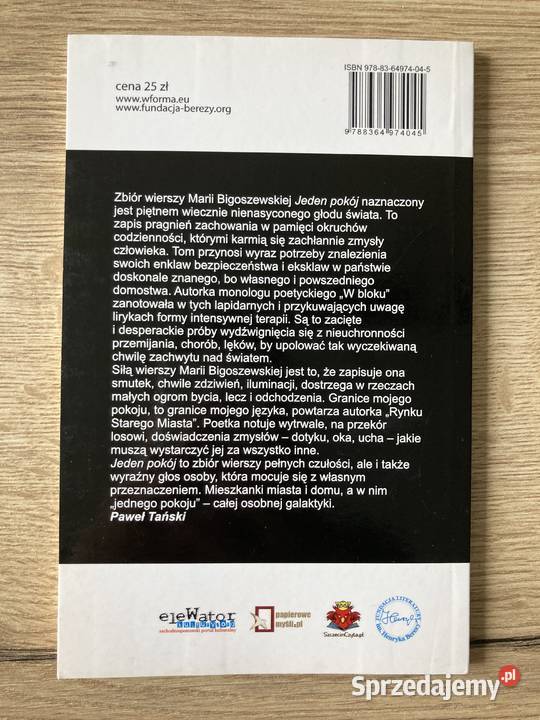 ISBN 978-83-64974-04-5
cena 25 zł
www.wforma.eu
www.fundacja-berezy.org
9 788364 974045
Zbiór wierszy Marii Bigoszewskiej Jeden pokój naznaczony
jest piętnem wiecznie nienasyconego głodu świata. To
zapis pragnień zachowania w pamięci okruchów
codzienności, którymi karmią się zachłannie zmysły
człowieka. Tom przynosi wyraz potrzeby znalezienia
swoich enklaw bezpieczeństwa i eksklaw w państwie
doskonale znanego, bo własnego i powszedniego
domostwa. Autorka monologu poetyckiego „W bloku”
zanotowała w tych lapidarnych i przykuwających uwagę
lirykach formy intensywnej terapii. Są to zacięte
i desperackie próby wydźwignięcia się z nieuchronności
przemijania, chorób, lęków, by upolować tak wyczekiwaną
chwilę zachwytu nad światem.
Siłą wierszy Marii Bigoszewskiej jest to, że zapisuje ona
smutek, chwile zdziwień, iluminacji, dostrzega w rzeczach
małych ogrom bycia, lecz i odchodzenia. Granice mojego
pokoju, to granice mojego języka, powtarza autorka „Rynku
Starego Miasta”. Poetka notuje wytrwale, na przekór
losowi, doświadczenia zmysłów – dotyku, oka, ucha – jakie
muszą wystarczyć jej za wszystko inne.
Jeden pokój to zbiór wierszy pełnych czułości, ale i także
wyraźny głos osoby, która mocuje się z własnym
przeznaczeniem. Mieszkanki miasta i domu, a w nim
„jednego pokoju” – całej osobnej galaktyki.
Paweł Tański
eleWator
zachodniopomorski portal kulturalny
papierowe
myśli.pl
SzczecinCzyta.pl
FUNDACJA LITERATURY
im. Henryka Berezy
Sprzedajemy.pl